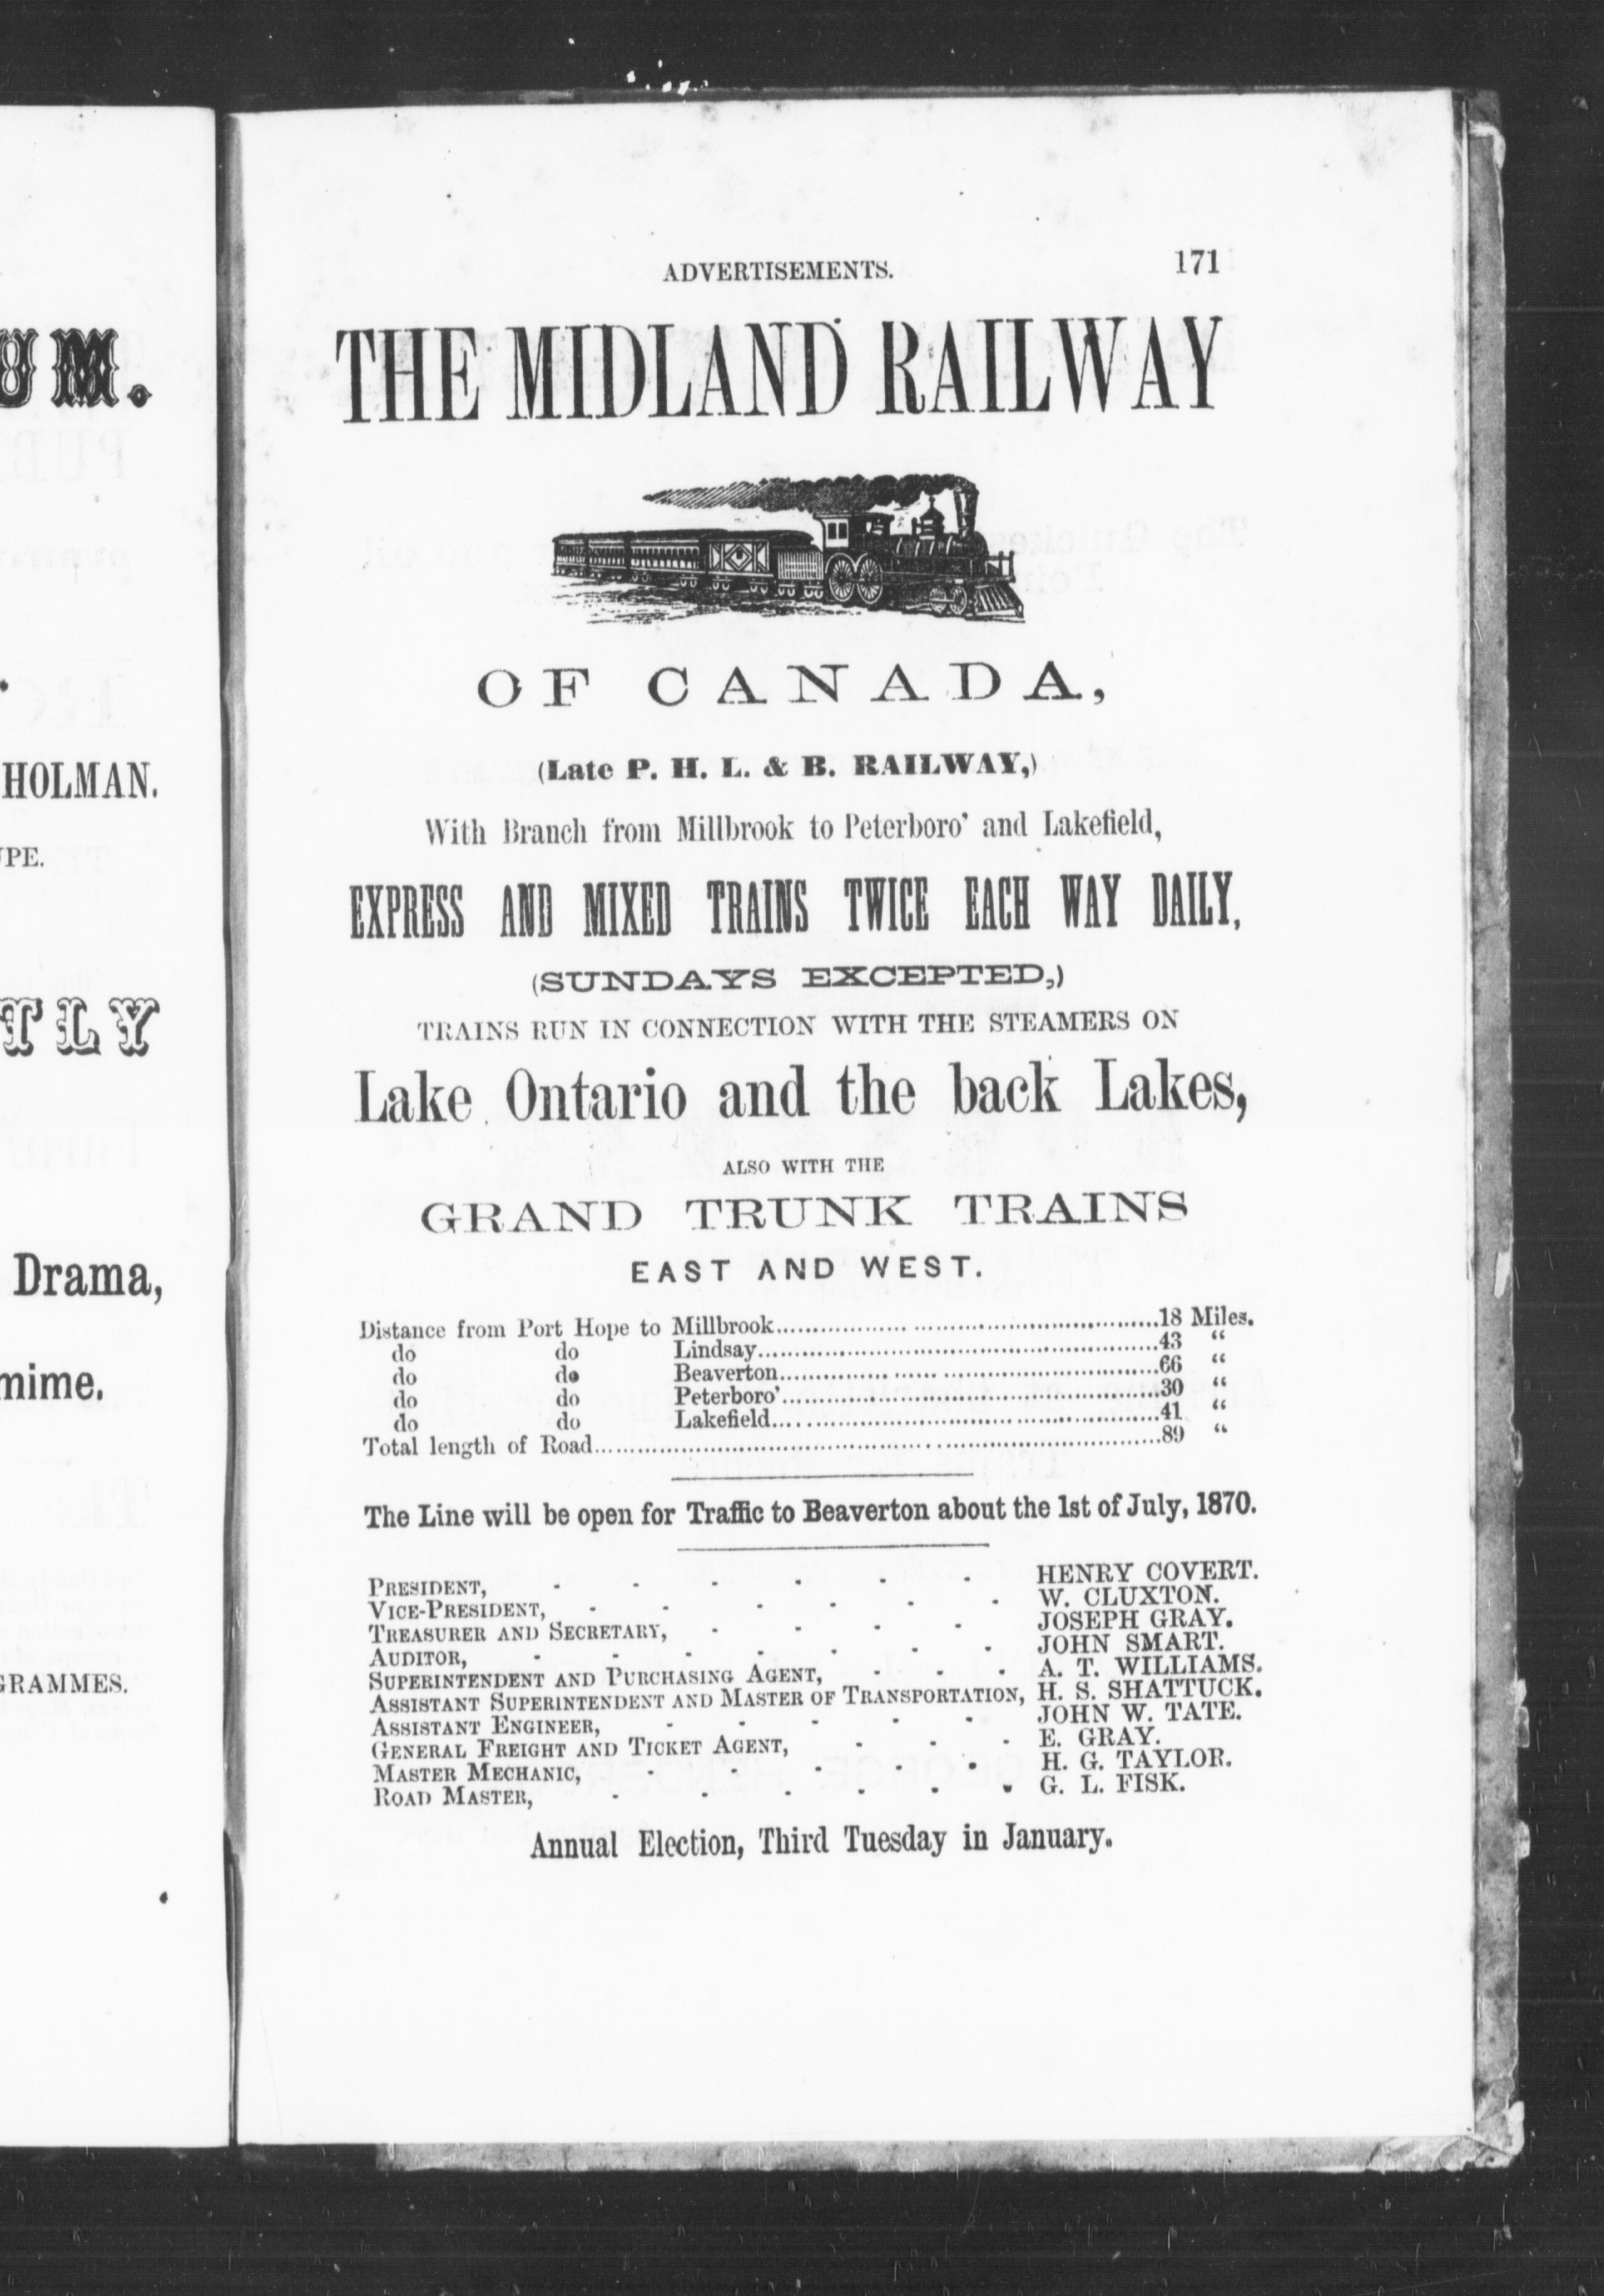 UM.
HOLMAN.
UPE.
TLY
Drama,
mime.
GRAMMES.
ADVERTISEMENTS. 171
THE MIDLAND RAILWAY
OF CANADA,
(Late P. H. L. & B. RAILWAY,)
With Branch from Millbrook to Peterboro' and Lakefield,
EXPRESS AND MIXED TRAINS TWICE EACH WAY DAILY,
(SUNDAYS EXCEPTED,)
TRAINS RUN IN CONNECTION WITH THE STEAMERS ON
Lake Ontario and the back Lakes,
ALSO WITH THE
GRAND TRUNK TRAINS
EAST AND WEST.
Distance from Port Hope to Millbrook..........18 Miles.
do do Lindsay..........43 "
do do Beaverton..........66 "
do do Peterboro'..........30 "
do do Lakefield..........41 "
Total length of Road..........89 "
The Line will be open for Traffic to Beaverton about the 1st of July, 1870.
PRESIDENT, - - - - - - HENRY COVERT.
VICE-PRESIDENT, - - - - - - W. CLUXTON.
TREASURER AND SECRETARY, - - - - JOSEPH GRAY.
AUDITOR, - - - - - - - JOHN SMART.
SUPERINTENDENT AND PURCHASING AGENT, - - - A. T. WILLIAMS.
ASSISTANT SUPERINTENDENT AND MASTER OF TRANSPORTATION, H. S. SHATTUCK.
ASSISTANT ENGINEER, - - - - - JOHN W. TATE.
GENERAL FREIGHT AND TICKET AGENT, - - - E. GRAY.
MASTER MECHANIC, - - - - - H. G. TAYLOR.
ROAD MASTER, - - - - - - G. L. FISK.
Annual Election, Third Tuesday in January.